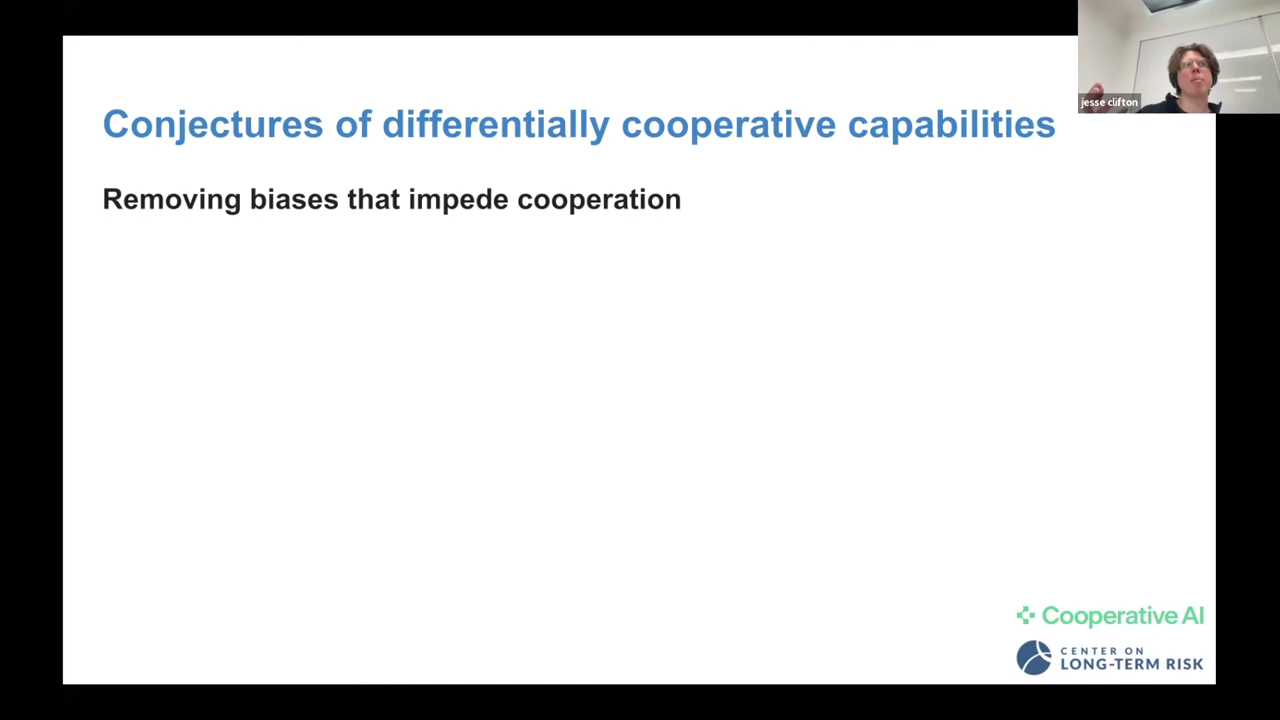 jesse clifton
Conjectures of differentially cooperative capabilities
Removing biases that impede cooperation
Cooperative AI
CENTER ON
LONG-TERM RISK